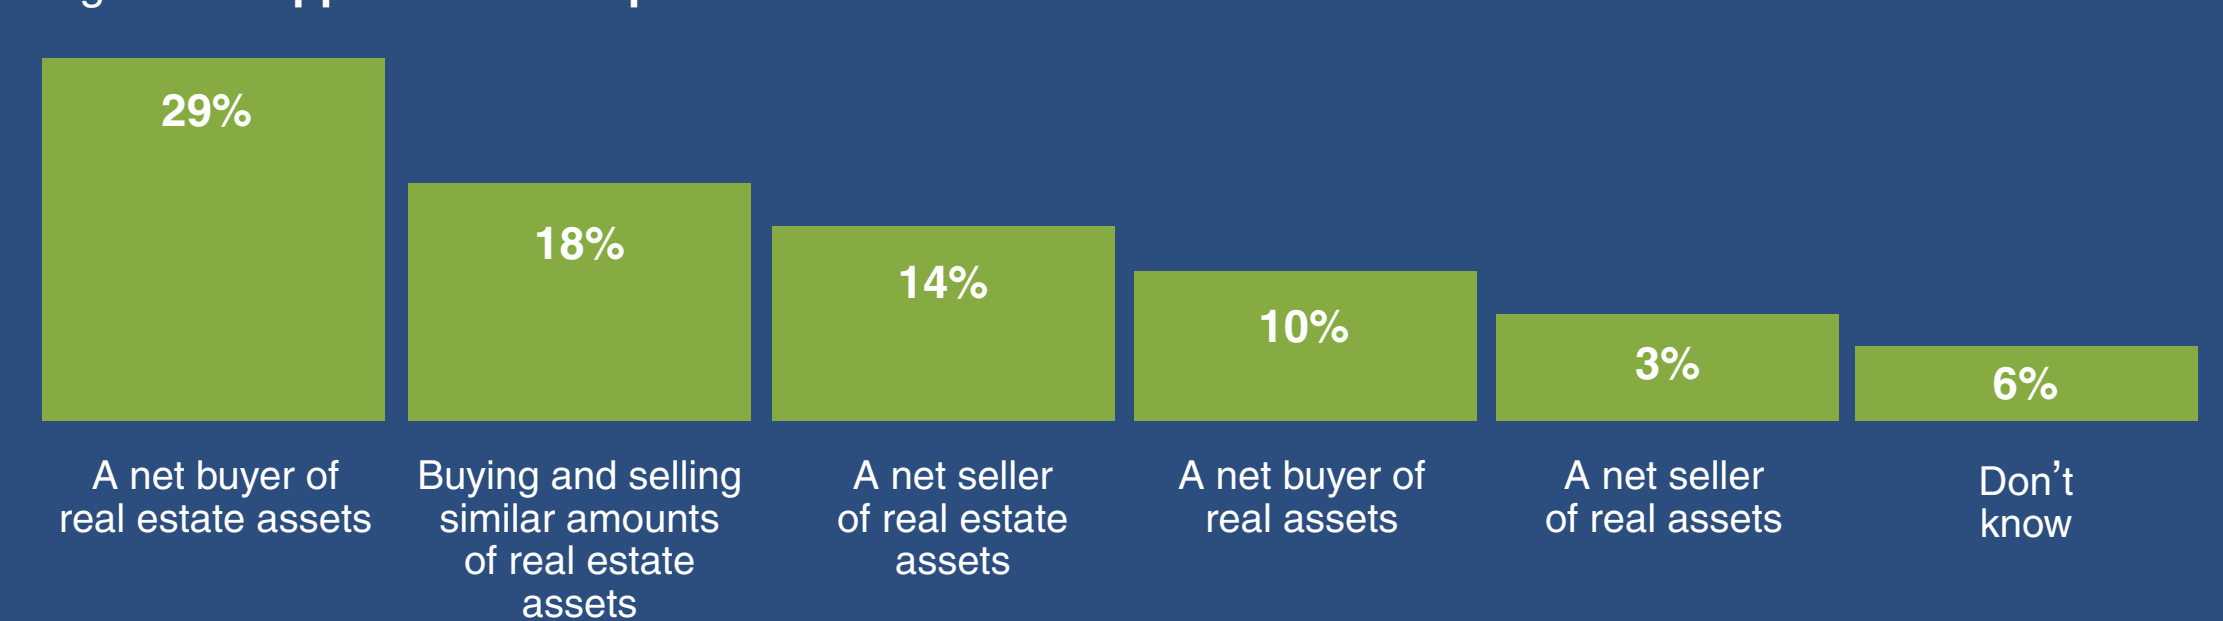 29%
18%
14%
10%
3%
6%
A net buyer of
real estate assets
Buying and selling
similar amounts
of real estate
assets
A net seller
of real estate
assets
A net buyer of
real assets
A net seller
of real assets
Don’t
know